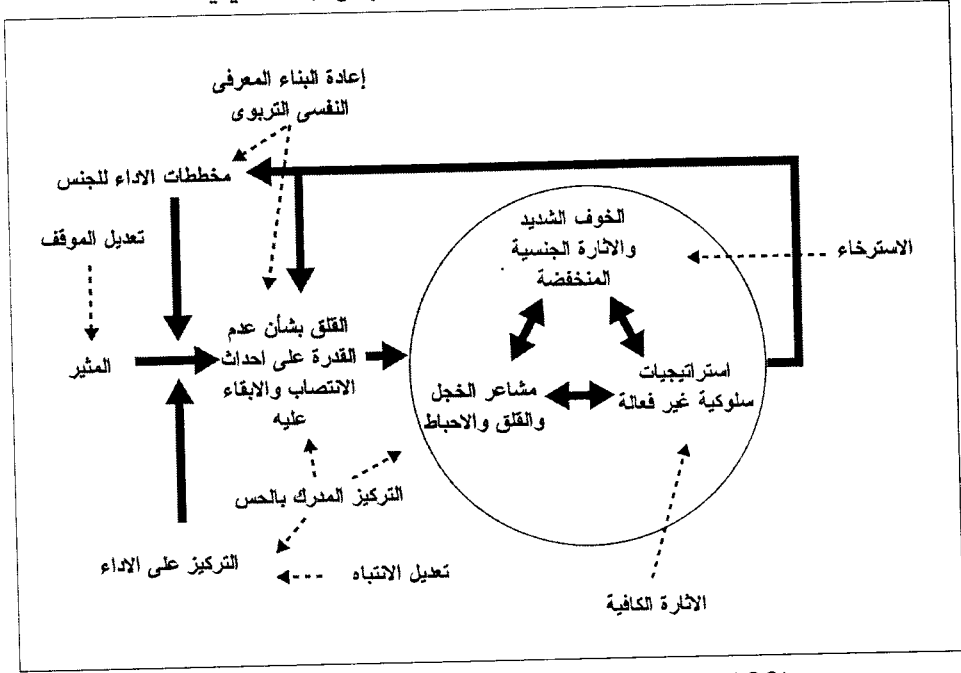 إعادة البناء المعرفى
النفسى التربوى
مخططات الاداء للجنس
تعديل الموقف
الخوف الشديد
والاثارة الجنسية
المنخفضة
الاسترخاء
المثير
القلق بشأن عدم
القدرة على احداث
الانتصاب والابقاء
عليه
استراتيجيات
سلوكية غير فعالة
مشاعر الخجل
والقلق والاحباط
التركيز المدرك بالحس
التركيز على الاداء
تعديل الانتباه
الاثارة الكافية